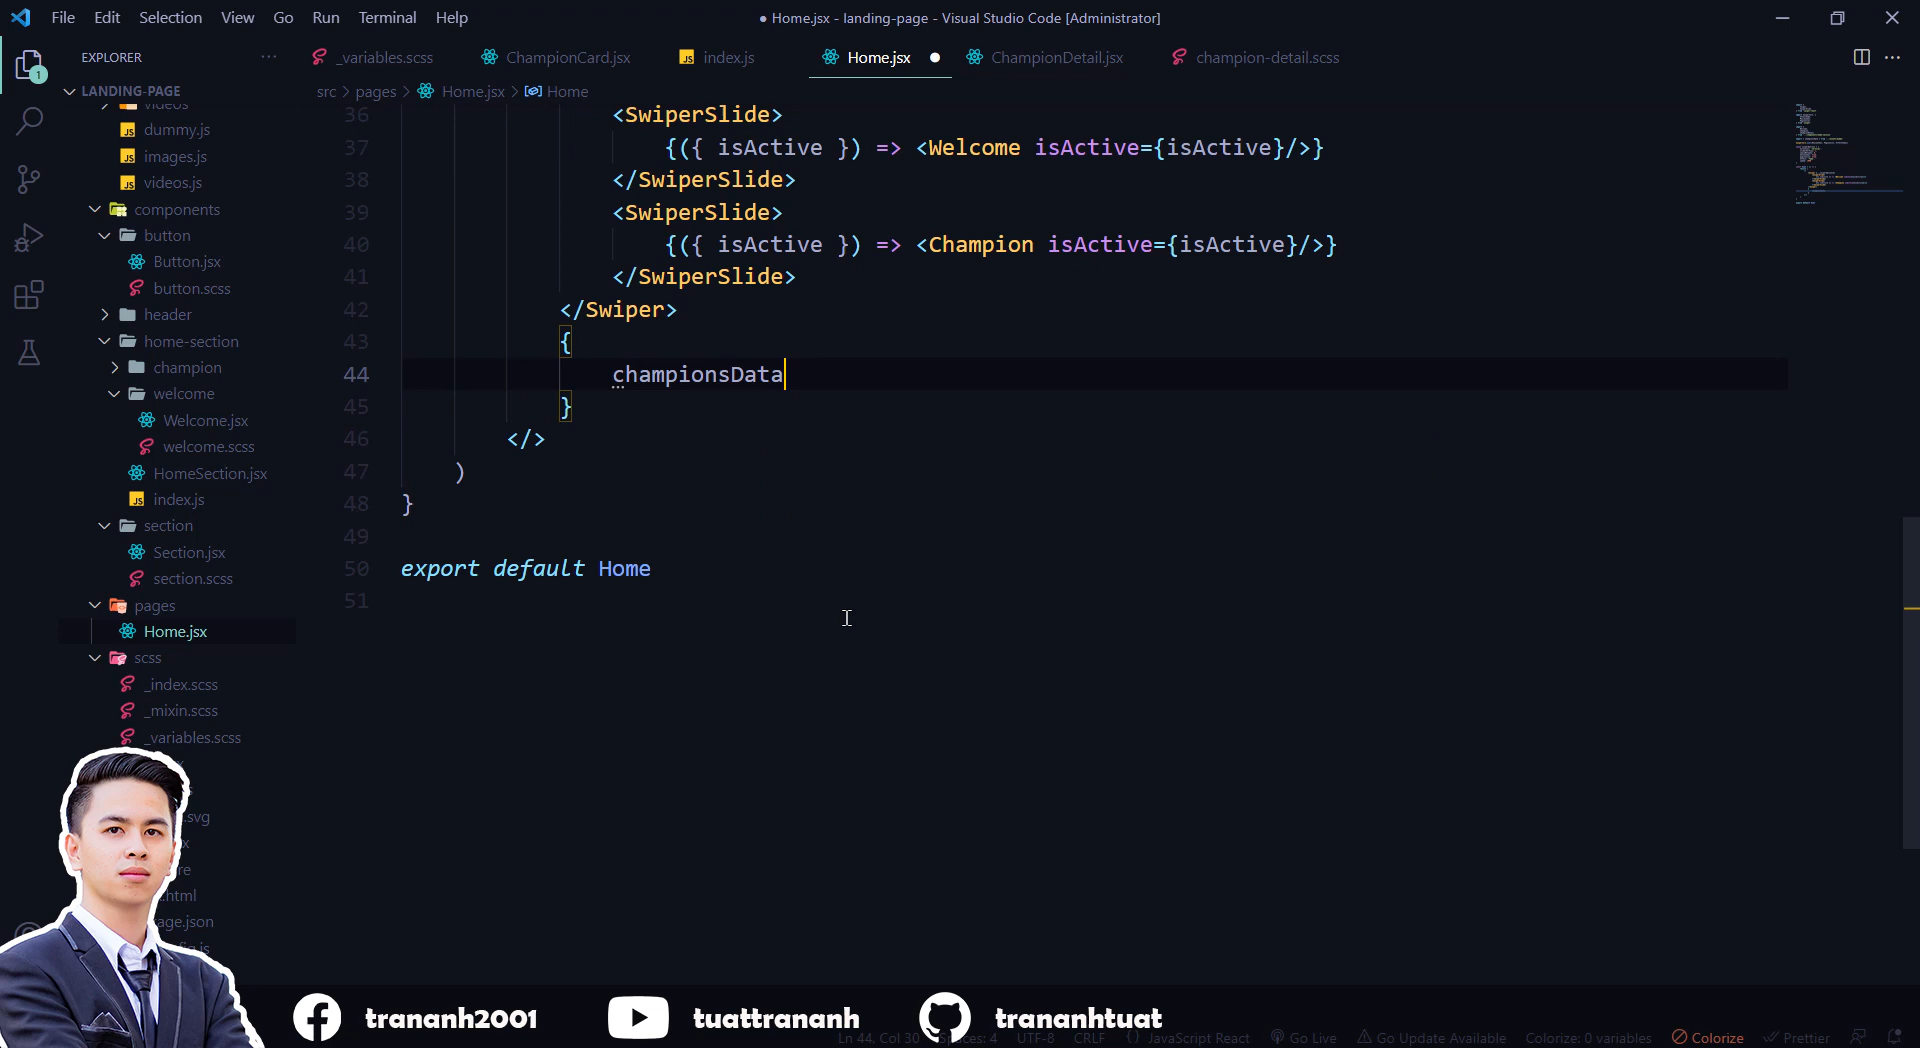 File Edit Selection View Go Run Terminal Help
● Home.jsx - landing-page - Visual Studio Code [Administrator]
EXPLORER
1
_variables.scss
ChampionCard.jsx
index.js
Home.jsx
ChampionDetail.jsx
champion-detail.scss
LANDING-PAGE
src > pages > Home.jsx > Home
videos
dummy.js
images.js
videos.js
components
button
Button.jsx
button.scss
header
home-section
champion
welcome
Welcome.jsx
welcome.scss
HomeSection.jsx
index.js
section
Section.jsx
section.scss
pages
Home.jsx
scss
_index.scss
_mixin.scss
_variables.scss
.svg
.html
36 <SwiperSlide>
37 {({ isActive }) => <Welcome isActive={isActive}/>}
38 </SwiperSlide>
39 <SwiperSlide>
40 {({ isActive }) => <Champion isActive={isActive}/>}
41 </SwiperSlide>
42 </Swiper>
43 {
44 championsData
45 }
46 </>
47 )
48 }
49
50 export default Home
51
trananh2001
tuattrananh
trananhtuat
Ln 44, Col 30 Spaces: 4 UTF-8 CRLF {} JavaScript React Go Live Go Update Available Colorize: 0 variables Colorize Prettier